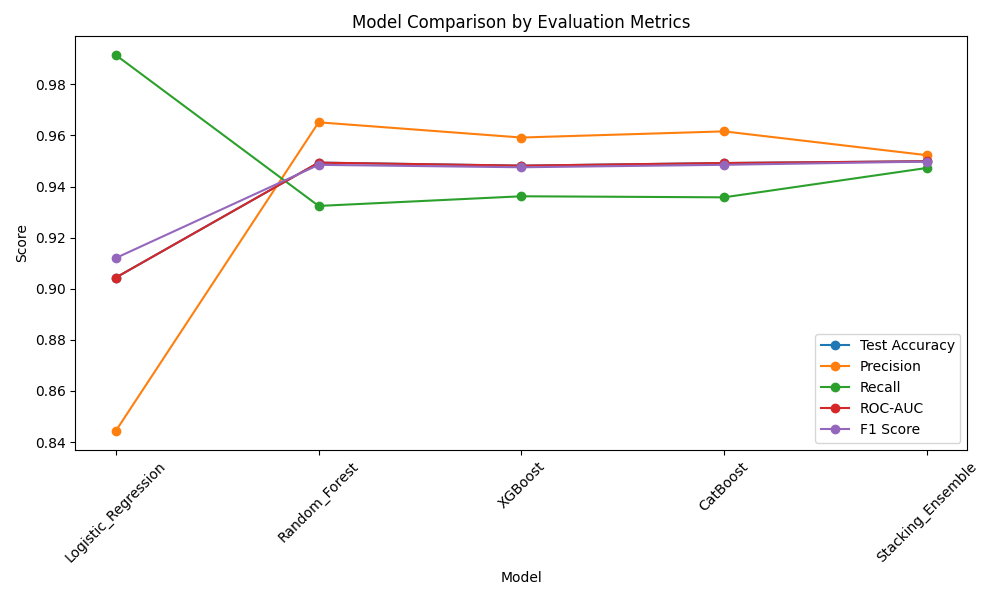 Model Comparison by Evaluation Metrics
Score
0.98
0.96
0.94
0.92
0.90
0.88
0.86
0.84
Test Accuracy
Precision
Recall
ROC-AUC
F1 Score
Logistic_Regression
Random_Forest
XGBoost
CatBoost
Stacking_Ensemble
Model